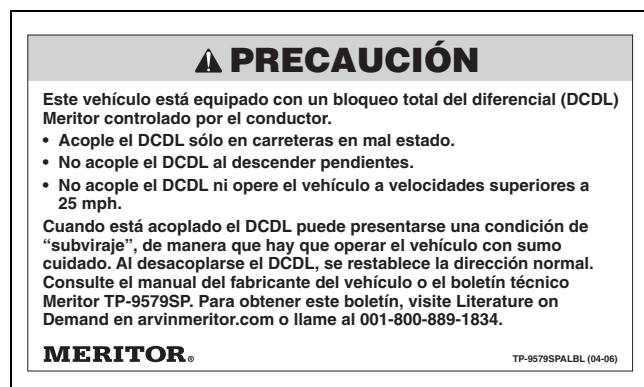 PRECAUCIÓN
Este vehículo está equipado con un bloqueo total del diferencial (DCDL)
Meritor controlado por el conductor.
• Acople el DCDL sólo en carreteras en mal estado.
• No acople el DCDL al descender pendientes.
• No acople el DCDL ni opere el vehículo a velocidades superiores a
25 mph.
Cuando está acoplado el DCDL puede presentarse una condición de
“subviraje”, de manera que hay que operar el vehículo con sumo
cuidado. Al desacoplarse el DCDL, se restablece la dirección normal.
Consulte el manual del fabricante del vehículo o el boletín técnico
Meritor TP-9579SP. Para obtener este boletín, visite Literature on
Demand en arvinmeritor.com o llame al 001-800-889-1834.
MERITOR®
TP-9579SPALBL (04-06)